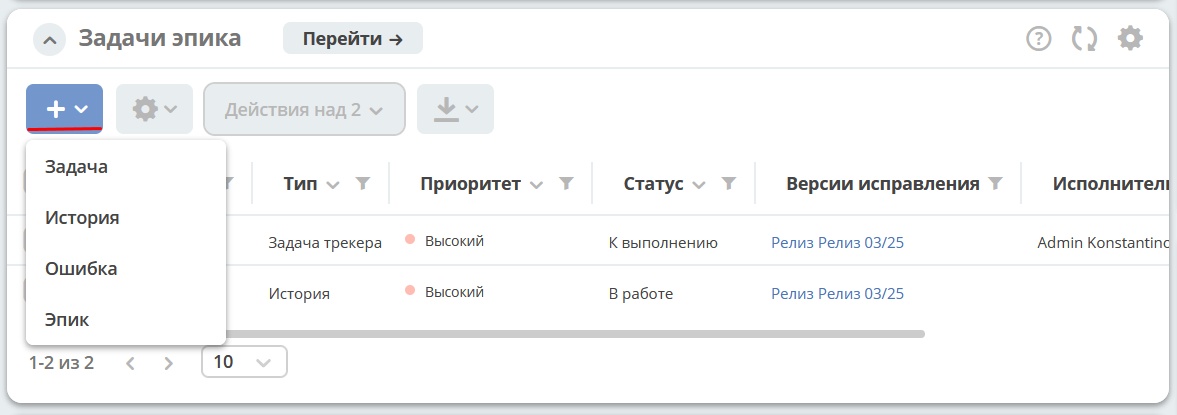 Задачи эпика Перейти →
Действия над 2
Задача
История
Ошибка
Эпик
Тип Приоритет Статус Версии исправления Исполнитель
Задача трекера Высокий К выполнению Релиз Релиз 03/25 Admin Konstantino
История Высокий В работе Релиз Релиз 03/25
1-2 из 2 10